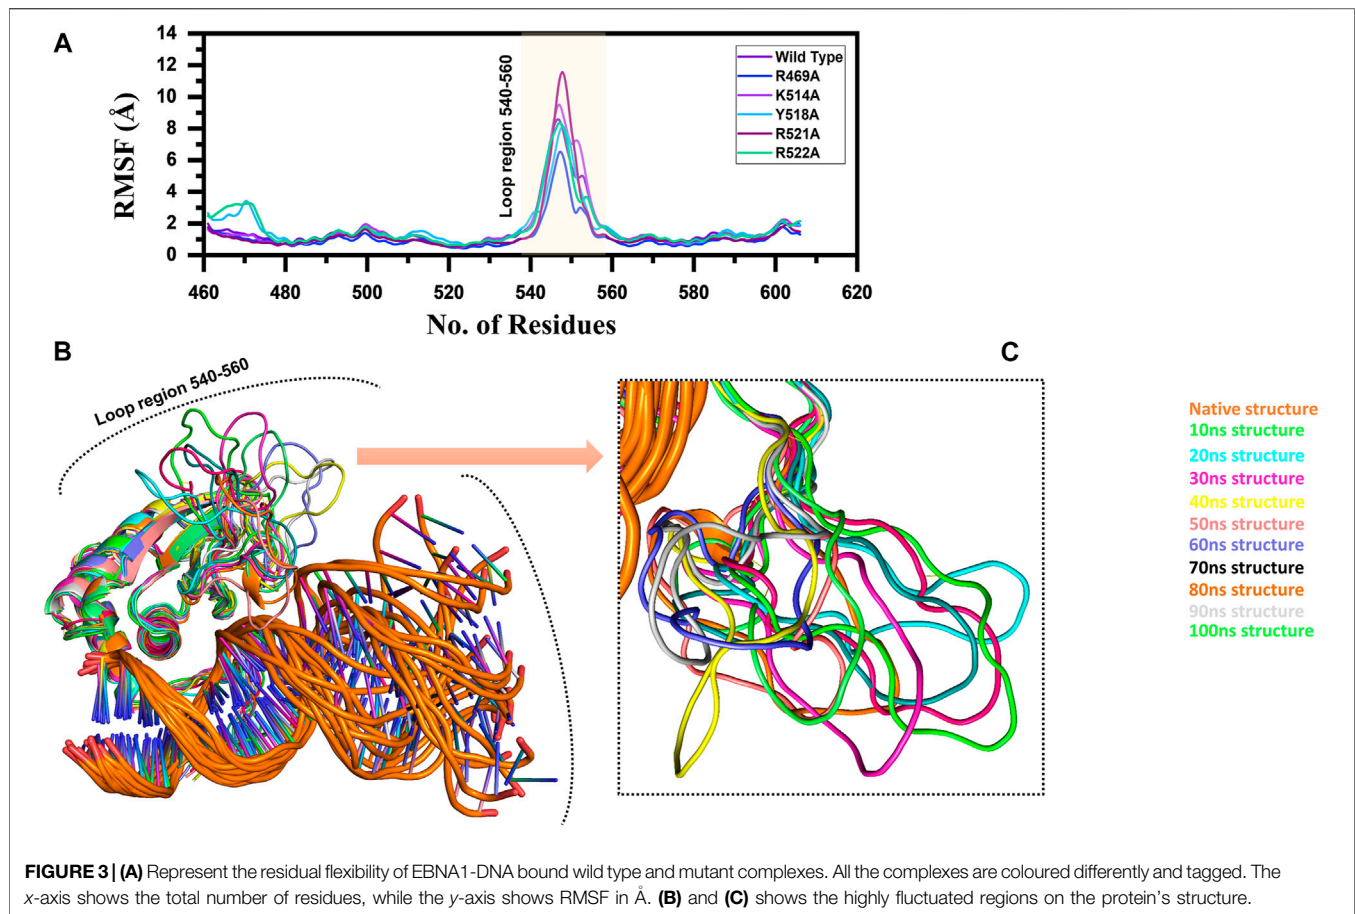 A
RMSF (Å)
14
12
10
8
6
4
2
0
Loop region 540-560
Wild Type
R469A
K514A
Y518A
R521A
R522A
460 480 500 520 540 560 580 600 620
No. of Residues
B
Loop region 540-560
C
Native structure
10ns structure
20ns structure
30ns structure
40ns structure
50ns structure
60ns structure
70ns structure
80ns structure
90ns structure
100ns structure
FIGURE 3 | (A) Represent the residual flexibility of EBNA1-DNA bound wild type and mutant complexes. All the complexes are coloured differently and tagged. The
x-axis shows the total number of residues, while the y-axis shows RMSF in Å. (B) and (C) shows the highly fluctuated regions on the protein's structure.